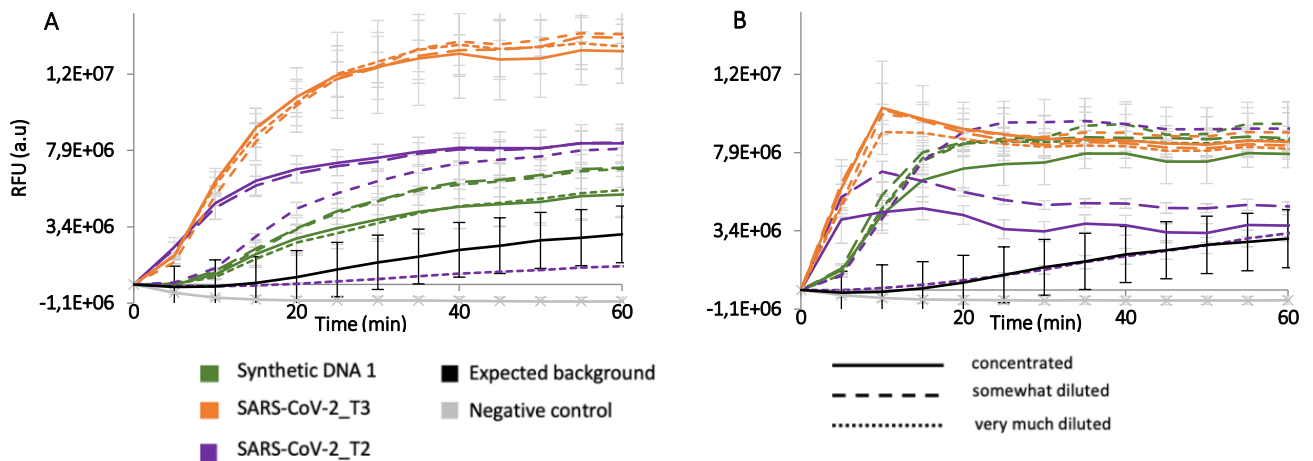 A
B
RFU (a.u)
1,2E+07
7,9E+06
3,4E+06
-1,1E+06
0
20
40
60
Time (min)
1,2E+07
7,9E+06
3,4E+06
-1,1E+06
0
20
40
60
Time (min)
Synthetic DNA 1
SARS-CoV-2_T3
SARS-CoV-2_T2
Expected background
Negative control
concentrated
somewhat diluted
very much diluted